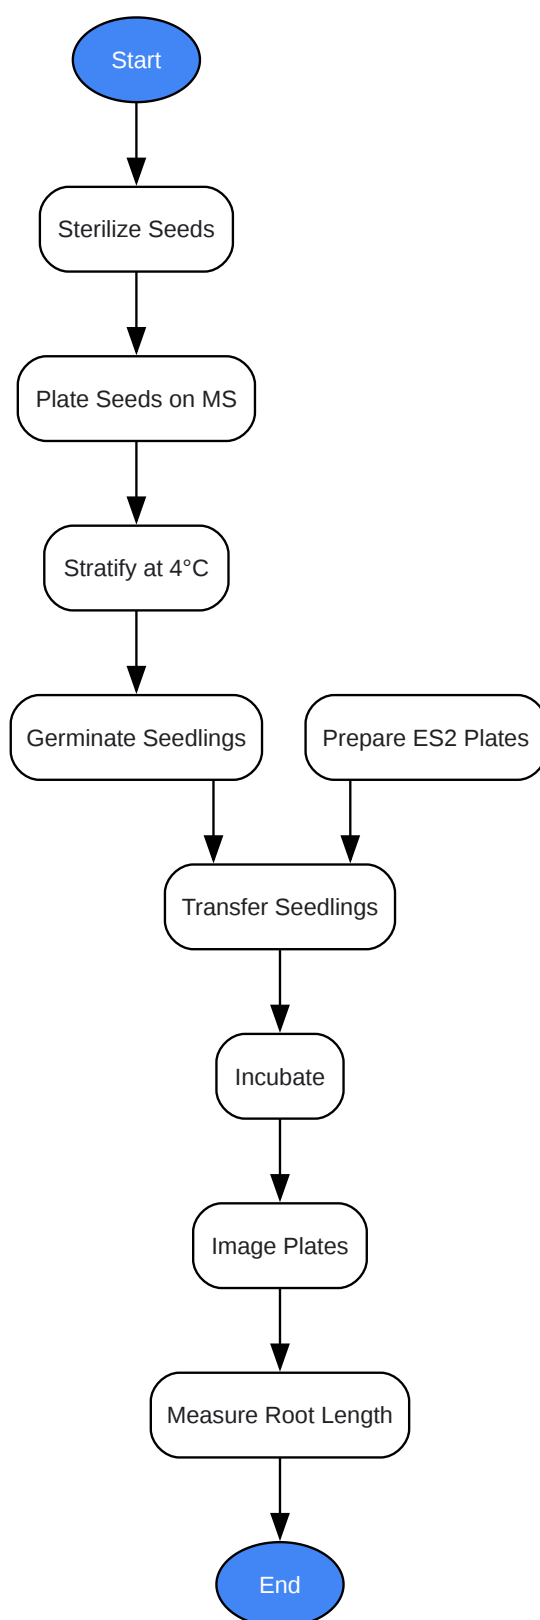 Start
Sterilize Seeds
Plate Seeds on MS
Stratify at 4°C
Germinate Seedlings
Prepare ES2 Plates
Transfer Seedlings
Incubate
Image Plates
Measure Root Length
End